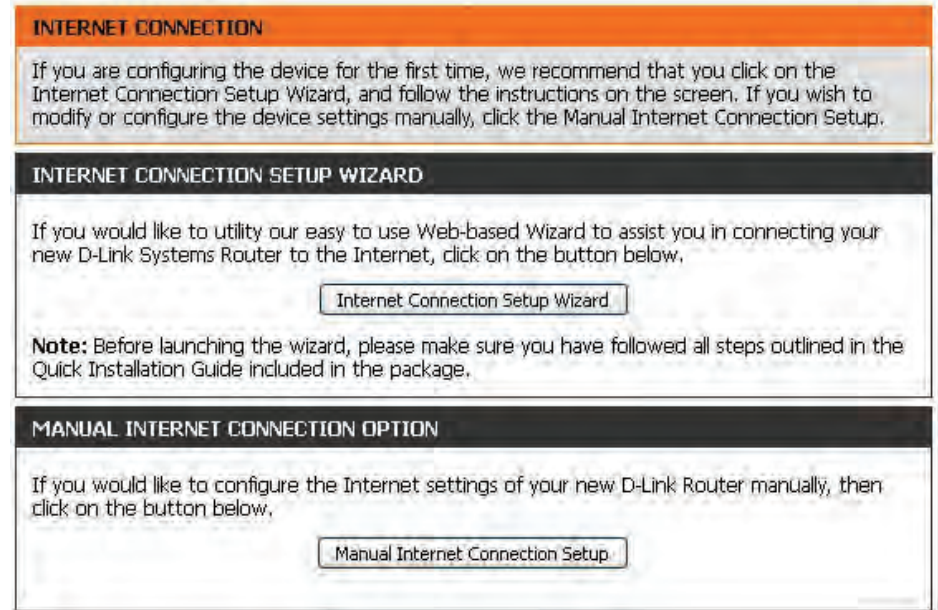 INTERNET CONNECTION
If you are configuring the device for the first time, we recommend that you click on the
Internet Connection Setup Wizard, and follow the instructions on the screen. If you wish to
modify or configure the device settings manually, click the Manual Internet Connection Setup.
INTERNET CONNECTION SETUP WIZARD
If you would like to utility our easy to use Web-based Wizard to assist you in connecting your
new D-Link Systems Router to the Internet, click on the button below.
Internet Connection Setup Wizard
Note: Before launching the wizard, please make sure you have followed all steps outlined in the
Quick Installation Guide included in the package.
MANUAL INTERNET CONNECTION OPTION
If you would like to configure the Internet settings of your new D-Link Router manually, then
click on the button below.
Manual Internet Connection Setup